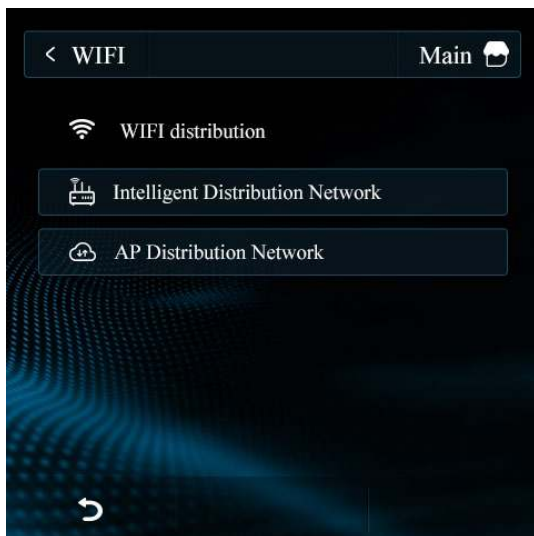 < WIFI
Main
WIFI distribution
Intelligent Distribution Network
AP Distribution Network